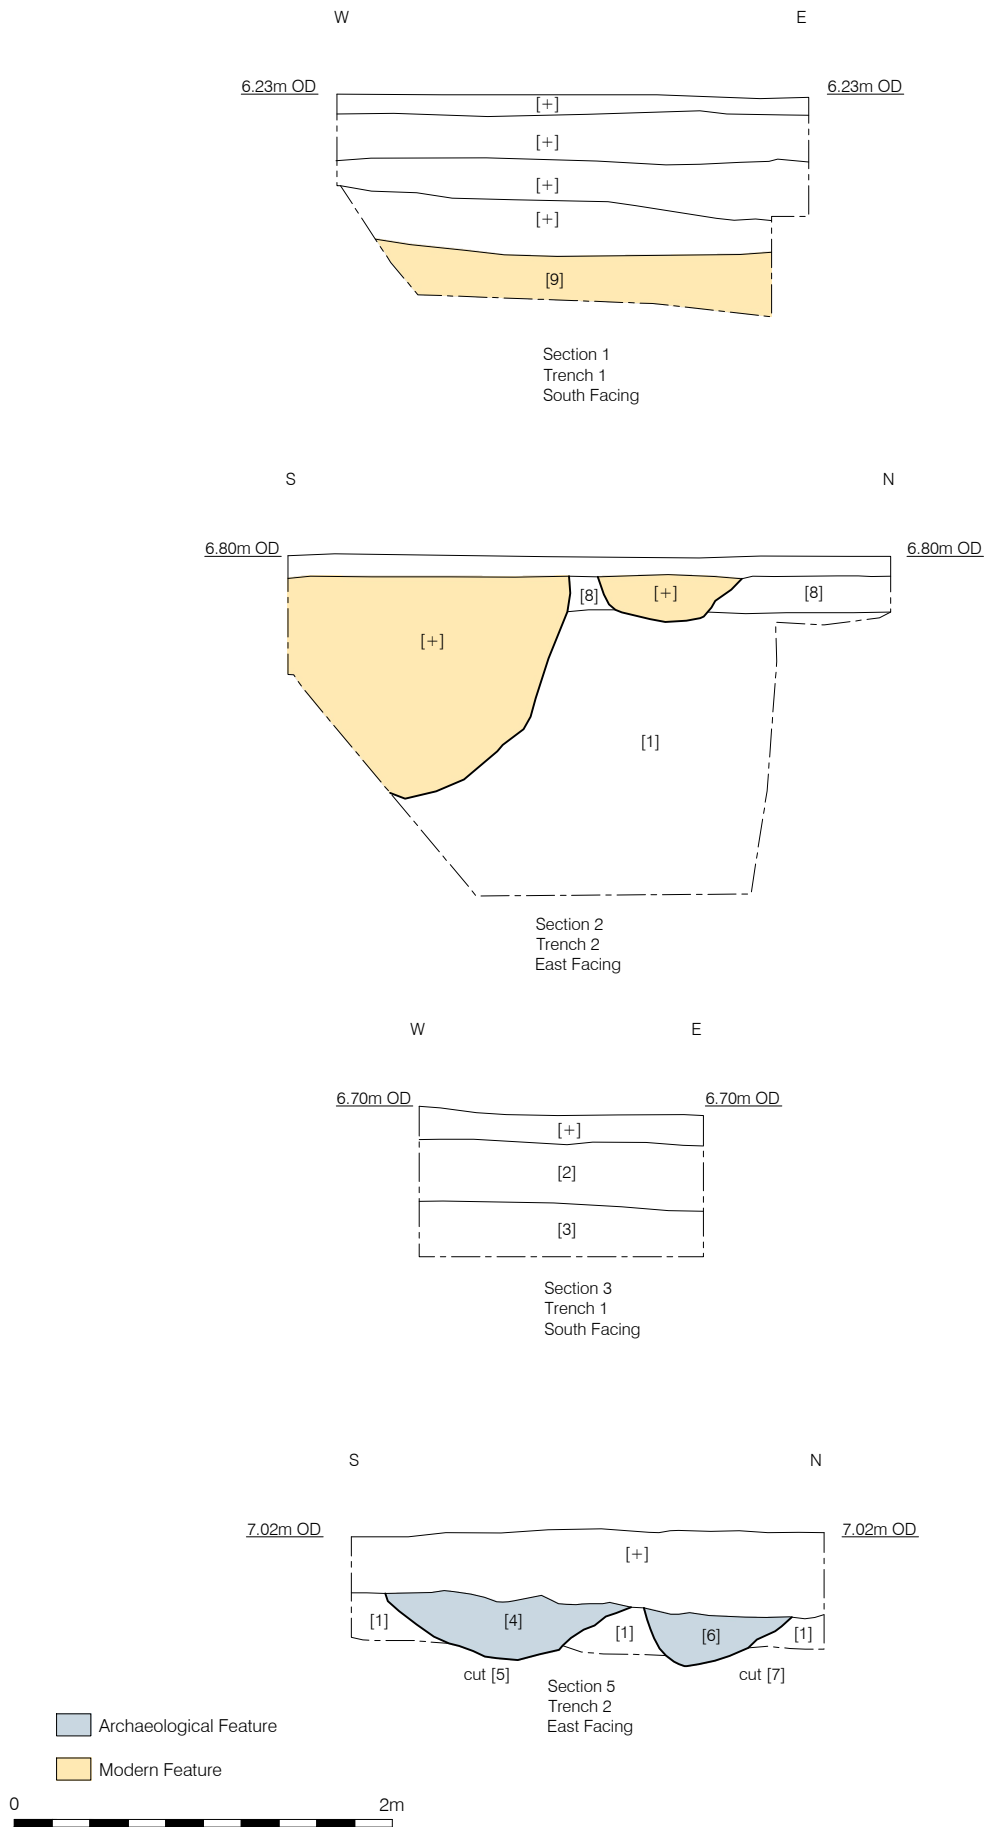 W E
6.23m OD 6.23m OD
[+]
[+]
[+]
[+]
[9]
Section 1
Trench 1
South Facing
S N
6.80m OD 6.80m OD
[8] [+] [8]
[+]
[1]
Section 2
Trench 2
East Facing
W E
6.70m OD 6.70m OD
[+]
[2]
[3]
Section 3
Trench 1
South Facing
S N
7.02m OD 7.02m OD
[+]
[1] [4] [1] [6] [1]
cut [5] cut [7]
Section 5
Trench 2
East Facing
Archaeological Feature
Modern Feature
0 2m